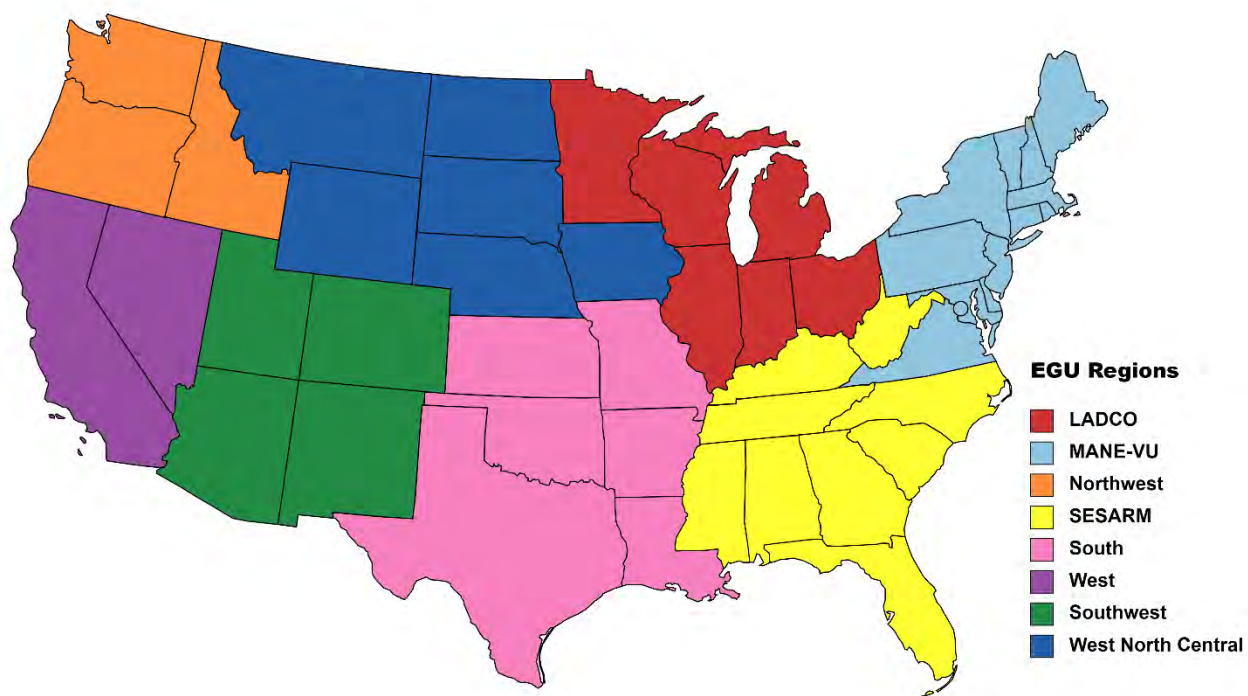 EGU Regions
LADCO
MANE-VU
Northwest
SESARM
South
West
Southwest
West North Central